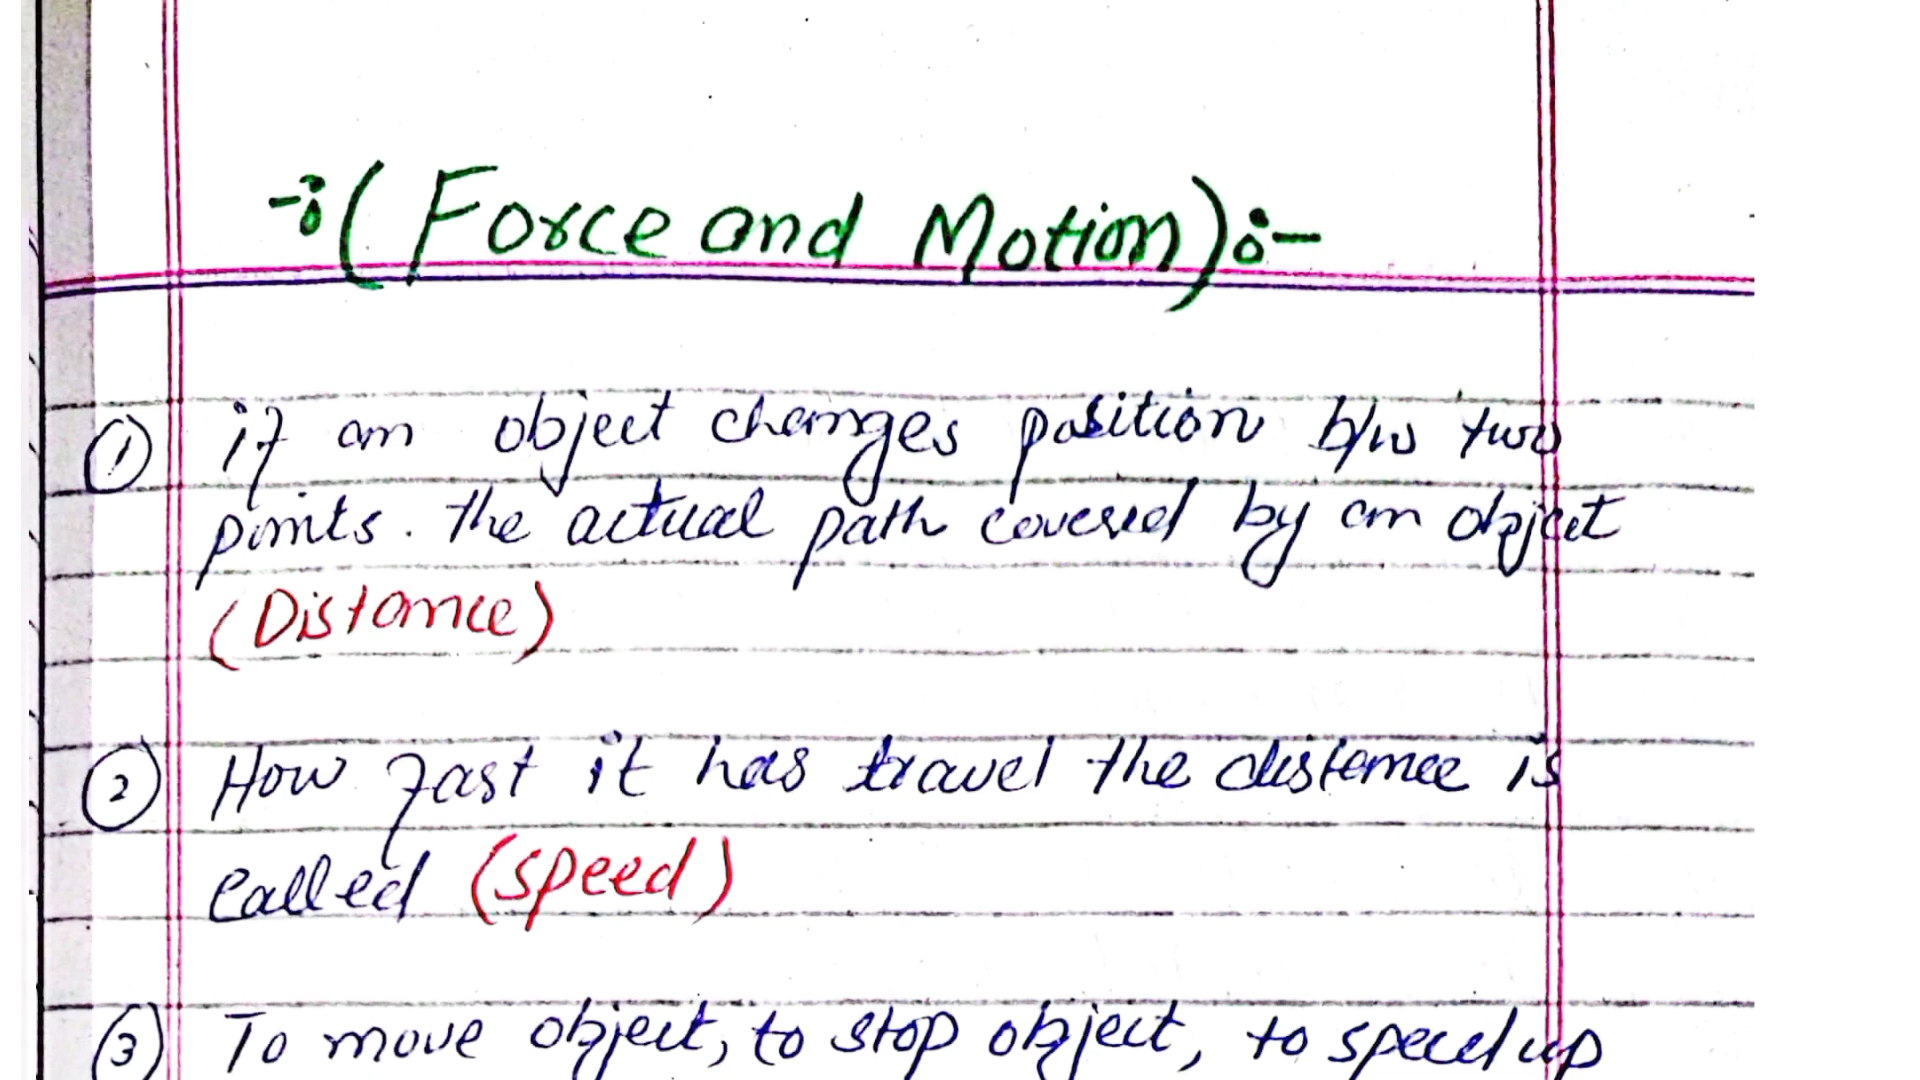 -:(Force and Motion):-
① if an object changes position b/w two
points. the actual path covered by an object
(Distance)
② How fast it has travel the distance is
called (speed)
③ To move object, to stop object, to speed up